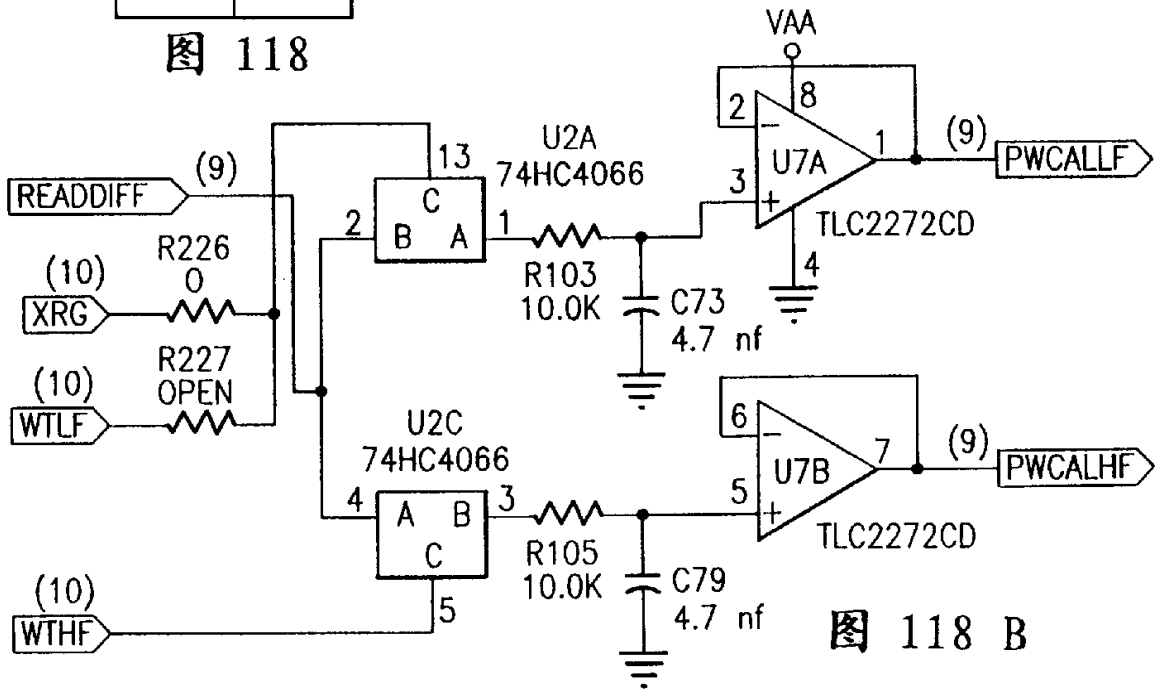 图 118
VAA
8
2
−
U7A
1
(9)
PWCALLF
3
+
TLC2272CD
4
U2A
74HC4066
13
C
2
B
A
1
R103
10.0K
C73
4.7 nf
READDIFF
(9)
(10)
R226
0
XRG
(10)
R227
OPEN
WTLF
U2C
74HC4066
4
A
B
3
C
5
R105
10.0K
C79
4.7 nf
(10)
WTHF
6
−
U7B
7
(9)
PWCALHF
5
+
TLC2272CD
图 118 B